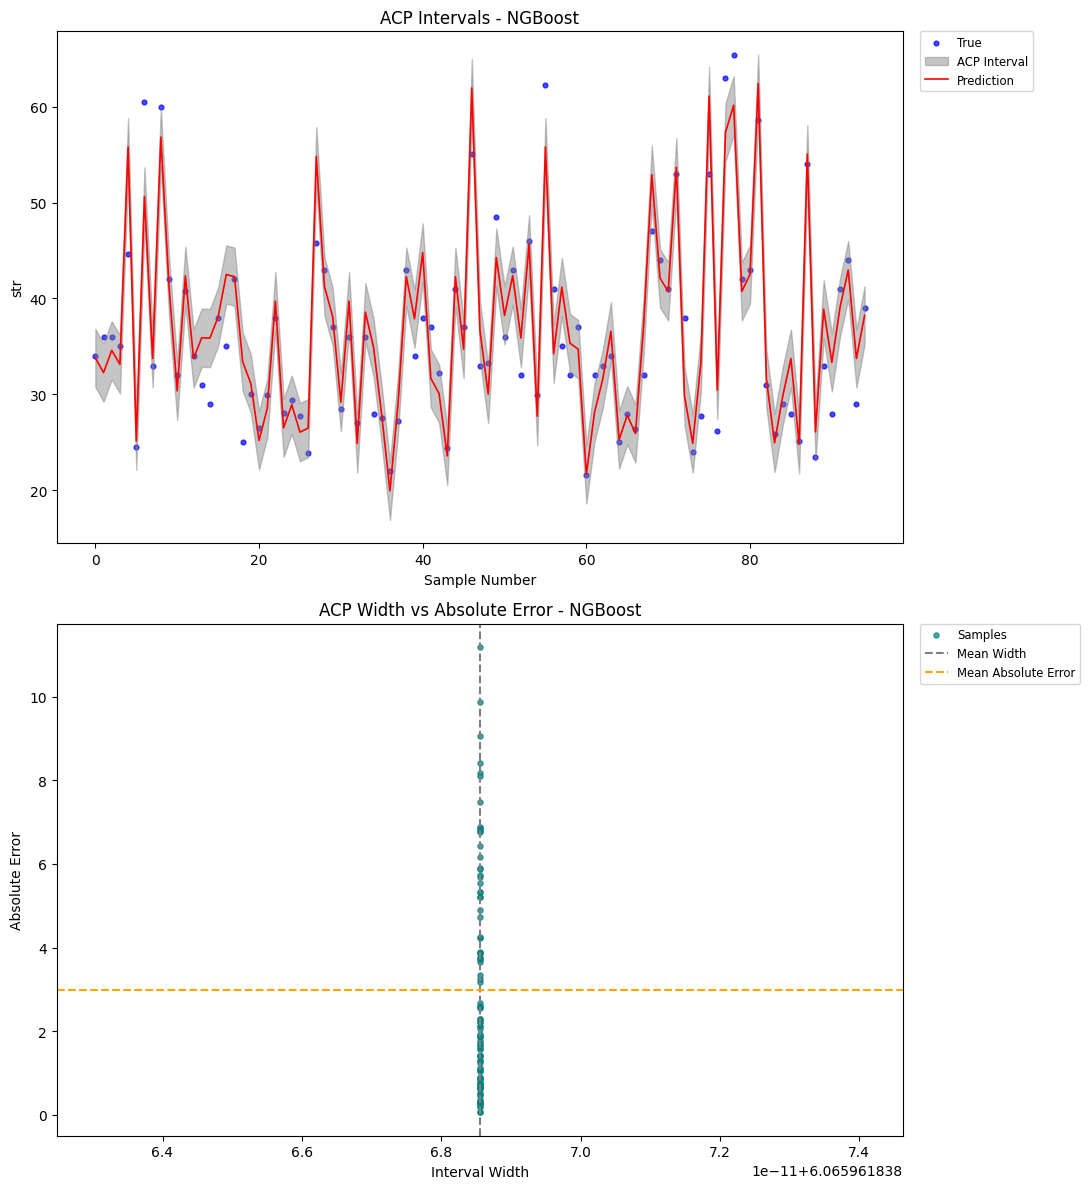 ACP Intervals - NGBoost
True
ACP Interval
Prediction
60
50
40
30
20
str
0 20 40 60 80
Sample Number
ACP Width vs Absolute Error - NGBoost
Samples
Mean Width
Mean Absolute Error
10
8
6
4
2
0
Absolute Error
6.4 6.6 6.8 7.0 7.2 7.4
Interval Width
1e−11+6.065961838